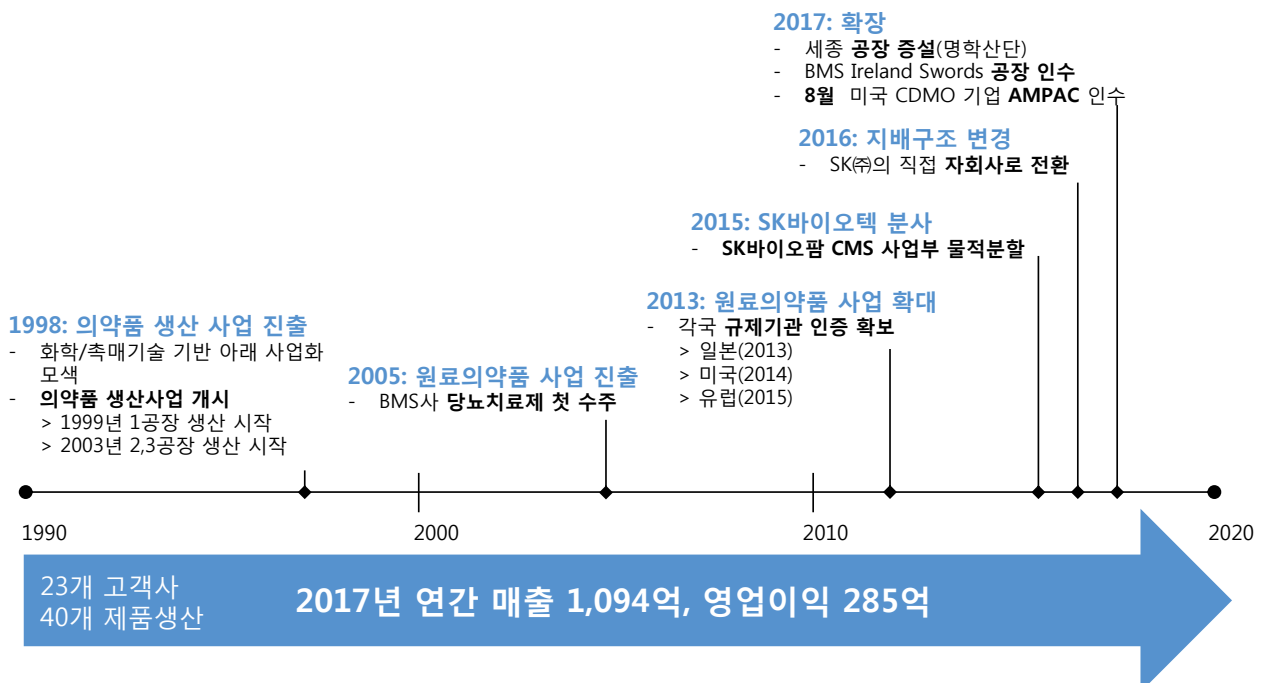 2017: 확장
- 세종 공장 증설(명학산단)
- BMS Ireland Swords 공장 인수
- 8월 미국 CDMO 기업 AMPAC 인수
2016: 지배구조 변경
- SK㈜의 직접 자회사로 전환
2015: SK바이오텍 분사
- SK바이오팜 CMS 사업부 물적분할
2013: 원료의약품 사업 확대
- 각국 규제기관 인증 확보
> 일본(2013)
> 미국(2014)
> 유럽(2015)
1998: 의약품 생산 사업 진출
- 화학/촉매기술 기반 아래 사업화
모색
- 의약품 생산사업 개시
> 1999년 1공장 생산 시작
> 2003년 2,3공장 생산 시작
2005: 원료의약품 사업 진출
- BMS사 당뇨치료제 첫 수주
1990
2000
2010
2020
23개 고객사
40개 제품생산
2017년 연간 매출 1,094억, 영업이익 285억